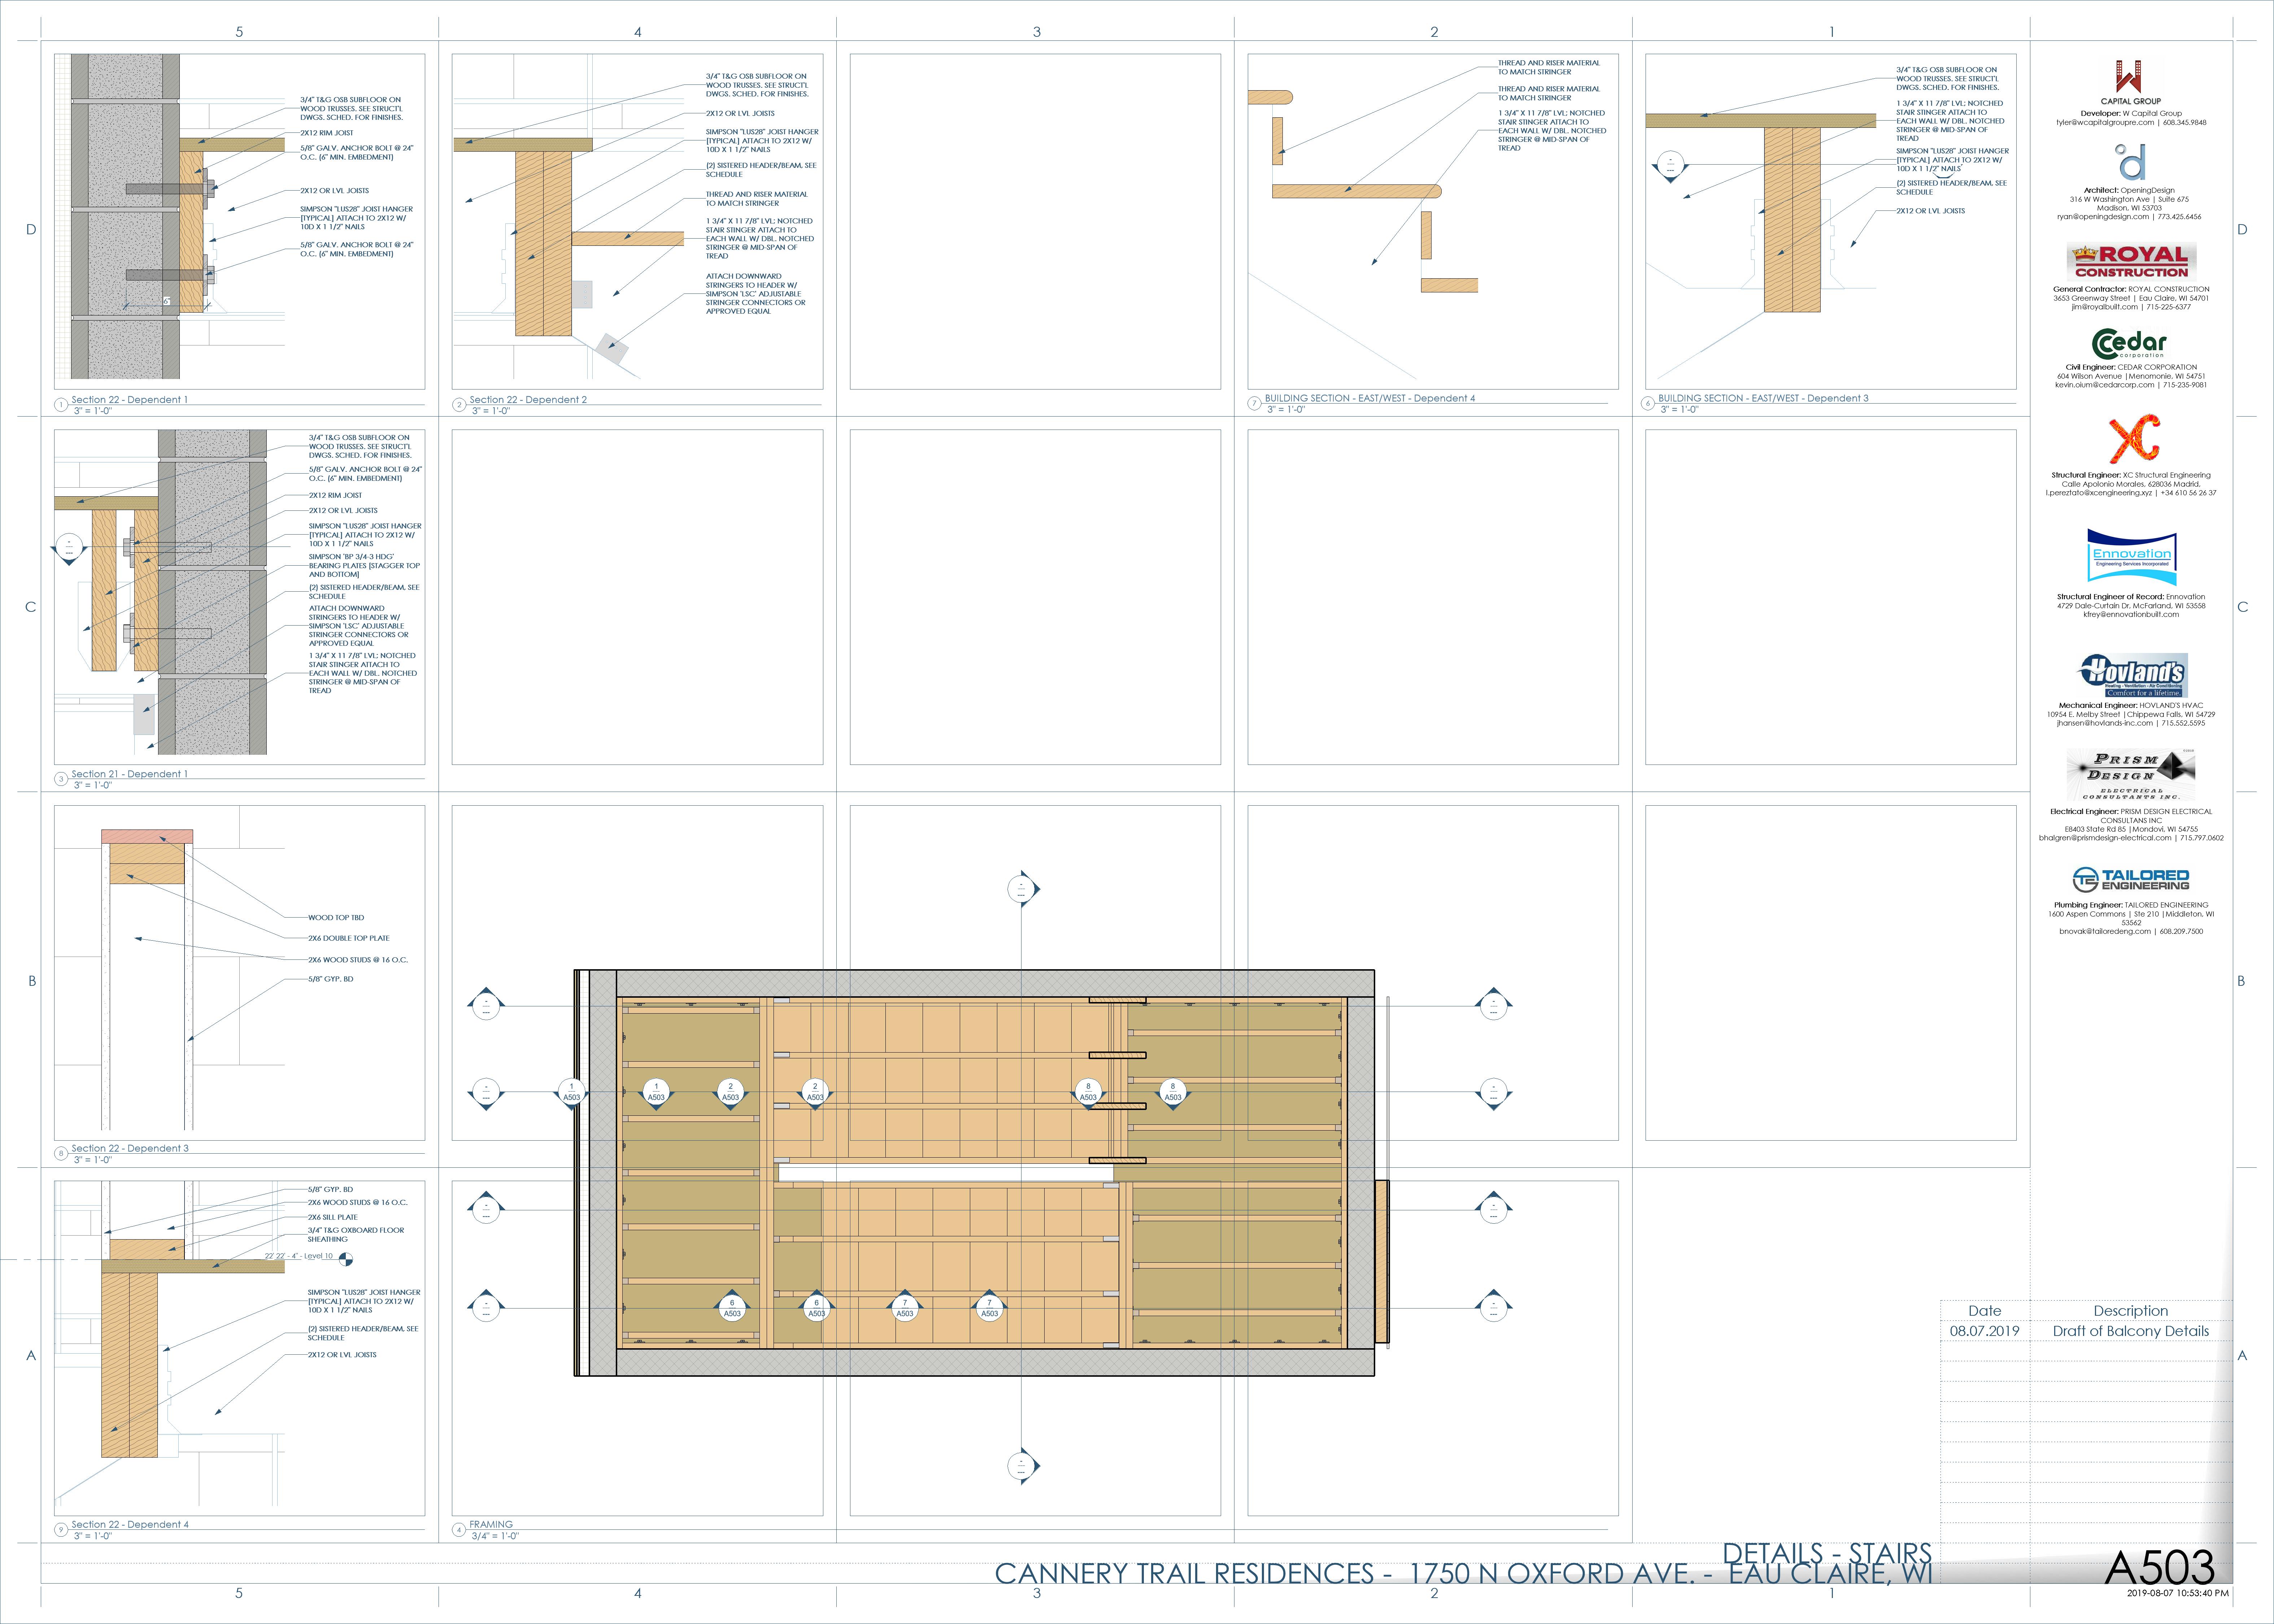 5
4
3
2
1
D
3/4" T&G OSB SUBFLOOR ON
WOOD TRUSSES. SEE STRUCT'L
DWGS. SCHED. FOR FINISHES.
2X12 RIM JOIST
5/8" GALV. ANCHOR BOLT @ 24"
O.C. (6" MIN. EMBEDMENT)
2X12 OR LVL JOISTS
SIMPSON "LUS28" JOIST HANGER
[TYPICAL] ATTACH TO 2X12 W/
10D X 1 1/2" NAILS
5/8" GALV. ANCHOR BOLT @ 24"
O.C. (6" MIN. EMBEDMENT)
6"
1 Section 22 - Dependent 1
3" = 1'-0"
3/4" T&G OSB SUBFLOOR ON
WOOD TRUSSES. SEE STRUCT'L
DWGS. SCHED. FOR FINISHES.
2X12 OR LVL JOISTS
SIMPSON "LUS28" JOIST HANGER
[TYPICAL] ATTACH TO 2X12 W/
10D X 1 1/2" NAILS
(2) SISTERED HEADER/BEAM, SEE
SCHEDULE
THREAD AND RISER MATERIAL
TO MATCH STRINGER
1 3/4" X 11 7/8" LVL; NOTCHED
STAIR STINGER ATTACH TO
EACH WALL W/ DBL. NOTCHED
STRINGER @ MID-SPAN OF
TREAD
ATTACH DOWNWARD
STRINGERS TO HEADER W/
SIMPSON 'LSC' ADJUSTABLE
STRINGER CONNECTORS OR
APPROVED EQUAL
2 Section 22 - Dependent 2
3" = 1'-0"
THREAD AND RISER MATERIAL
TO MATCH STRINGER
THREAD AND RISER MATERIAL
TO MATCH STRINGER
1 3/4" X 11 7/8" LVL; NOTCHED
STAIR STINGER ATTACH TO
EACH WALL W/ DBL. NOTCHED
STRINGER @ MID-SPAN OF
TREAD
7 BUILDING SECTION - EAST/WEST - Dependent 4
3" = 1'-0"
3/4" T&G OSB SUBFLOOR ON
WOOD TRUSSES. SEE STRUCT'L
DWGS. SCHED. FOR FINISHES.
1 3/4" X 11 7/8" LVL; NOTCHED
STAIR STINGER ATTACH TO
EACH WALL W/ DBL. NOTCHED
STRINGER @ MID-SPAN OF
TREAD
SIMPSON "LUS28" JOIST HANGER
[TYPICAL] ATTACH TO 2X12 W/
10D X 1 1/2" NAILS
(2) SISTERED HEADER/BEAM, SEE
SCHEDULE
2X12 OR LVL JOISTS
6 BUILDING SECTION - EAST/WEST - Dependent 3
3" = 1'-0"
D
C
3/4" T&G OSB SUBFLOOR ON
WOOD TRUSSES. SEE STRUCT'L
DWGS. SCHED. FOR FINISHES.
5/8" GALV. ANCHOR BOLT @ 24"
O.C. (6" MIN. EMBEDMENT)
2X12 RIM JOIST
2X12 OR LVL JOISTS
SIMPSON "LUS28" JOIST HANGER
[TYPICAL] ATTACH TO 2X12 W/
10D X 1 1/2" NAILS
SIMPSON 'BP 3/4-3 HDG'
BEARING PLATES [STAGGER TOP
AND BOTTOM]
(2) SISTERED HEADER/BEAM, SEE
SCHEDULE
ATTACH DOWNWARD
STRINGERS TO HEADER W/
SIMPSON 'LSC' ADJUSTABLE
STRINGER CONNECTORS OR
APPROVED EQUAL
1 3/4" X 11 7/8" LVL; NOTCHED
STAIR STINGER ATTACH TO
EACH WALL W/ DBL. NOTCHED
STRINGER @ MID-SPAN OF
TREAD
3 Section 21 - Dependent 1
3" = 1'-0"
C
B
WOOD TOP TBD
2X6 DOUBLE TOP PLATE
2X6 WOOD STUDS @ 16 O.C.
5/8" GYP. BD
8 Section 22 - Dependent 3
3" = 1'-0"
B
A
5/8" GYP. BD
2X6 WOOD STUDS @ 16 O.C.
2X6 SILL PLATE
3/4" T&G OXBOARD FLOOR
SHEATHING
22' 22' - 4" - Level 10
SIMPSON "LUS28" JOIST HANGER
[TYPICAL] ATTACH TO 2X12 W/
10D X 1 1/2" NAILS
(2) SISTERED HEADER/BEAM, SEE
SCHEDULE
2X12 OR LVL JOISTS
9 Section 22 - Dependent 4
3" = 1'-0"
1 A503
1 A503
2 A503
2 A503
8 A503
8 A503
6 A503
6 A503
7 A503
7 A503
4 FRAMING
3/4" = 1'-0"
A
CAPITAL GROUP
Developer: W Capital Group
tyler@wcapitalgroupre.com | 608.345.9848
Architect: OpeningDesign
316 W Washington Ave | Suite 675
Madison, WI 53703
ryan@openingdesign.com | 773.425.6456
ROYAL
CONSTRUCTION
General Contractor: ROYAL CONSTRUCTION
3653 Greenway Street | Eau Claire, WI 54701
jim@royalbuilt.com | 715-225-6377
Cedar
corporation
Civil Engineer: CEDAR CORPORATION
604 Wilson Avenue |Menomonie, WI 54751
kevin.oium@cedarcorp.com | 715-235-9081
XC
Structural Engineer: XC Structural Engineering
Calle Apolonio Morales, 628036 Madrid,
l.pereztato@xcengineering.xyz | +34 610 56 26 37
Ennovation
Engineering Services Incorporated
Structural Engineer of Record: Ennovation
4729 Dale-Curtain Dr, McFarland, WI 53558
kfrey@ennovationbuilt.com
Hovland's
Heating - Ventilation - Air Conditioning
Comfort for a lifetime.
Mechanical Engineer: HOVLAND'S HVAC
10954 E. Melby Street |Chippewa Falls, WI 54729
jhansen@hovlands-inc.com | 715.552.5595
PRISM
DESIGN
ELECTRICAL
CONSULTANTS INC.
Electrical Engineer: PRISM DESIGN ELECTRICAL
CONSULTANS INC
E8403 State Rd 85 |Mondovi, WI 54755
bhalgren@prismdesign-electrical.com | 715.797.0602
TAILORED
ENGINEERING
Plumbing Engineer: TAILORED ENGINEERING
1600 Aspen Commons | Ste 210 |Middleton, WI
53562
bnovak@tailoredeng.com | 608.209.7500
Date Description
08.07.2019 Draft of Balcony Details
DETAILS - STAIRS
CANNERY TRAIL RESIDENCES - 1750 N OXFORD AVE. - EAU CLAIRE, WI
A503
2019-08-07 10:53:40 PM
5
4
3
2
1